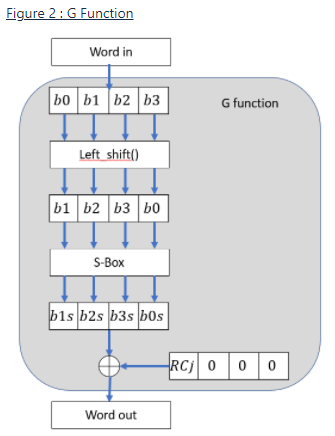 Figure 2 : G Function
Word in
b0 b1 b2 b3
G function
Left_shift()
b1 b2 b3 b0
S-Box
b1s b2s b3s b0s
RCj 0 0 0
Word out